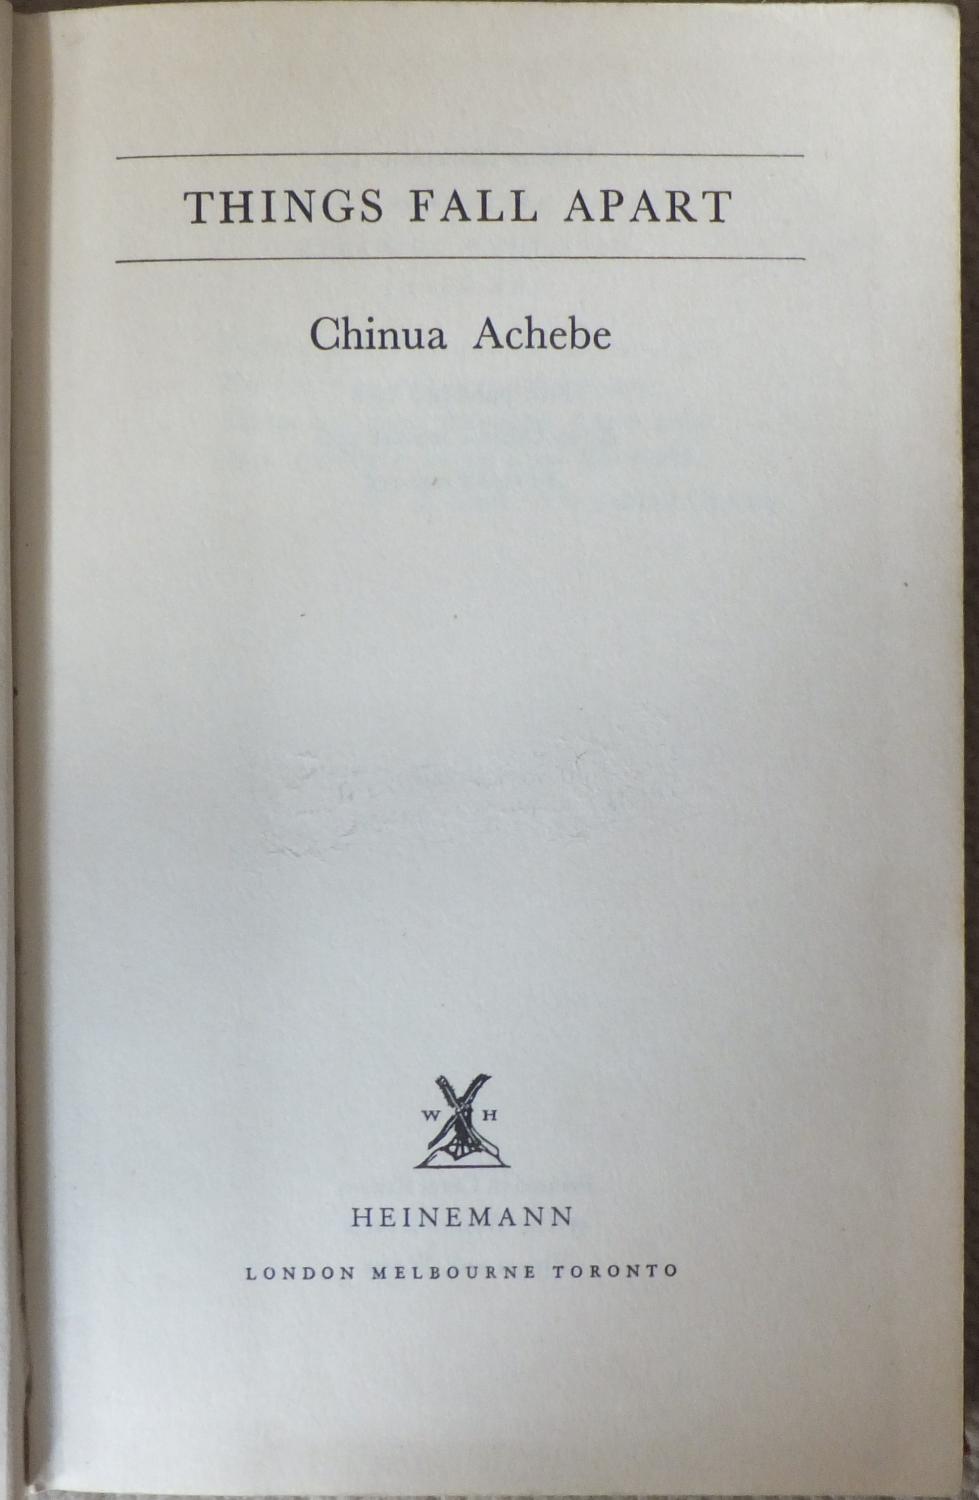 THINGS FALL APART
Chinua Achebe
W H
HEINEMANN
LONDON MELBOURNE TORONTO